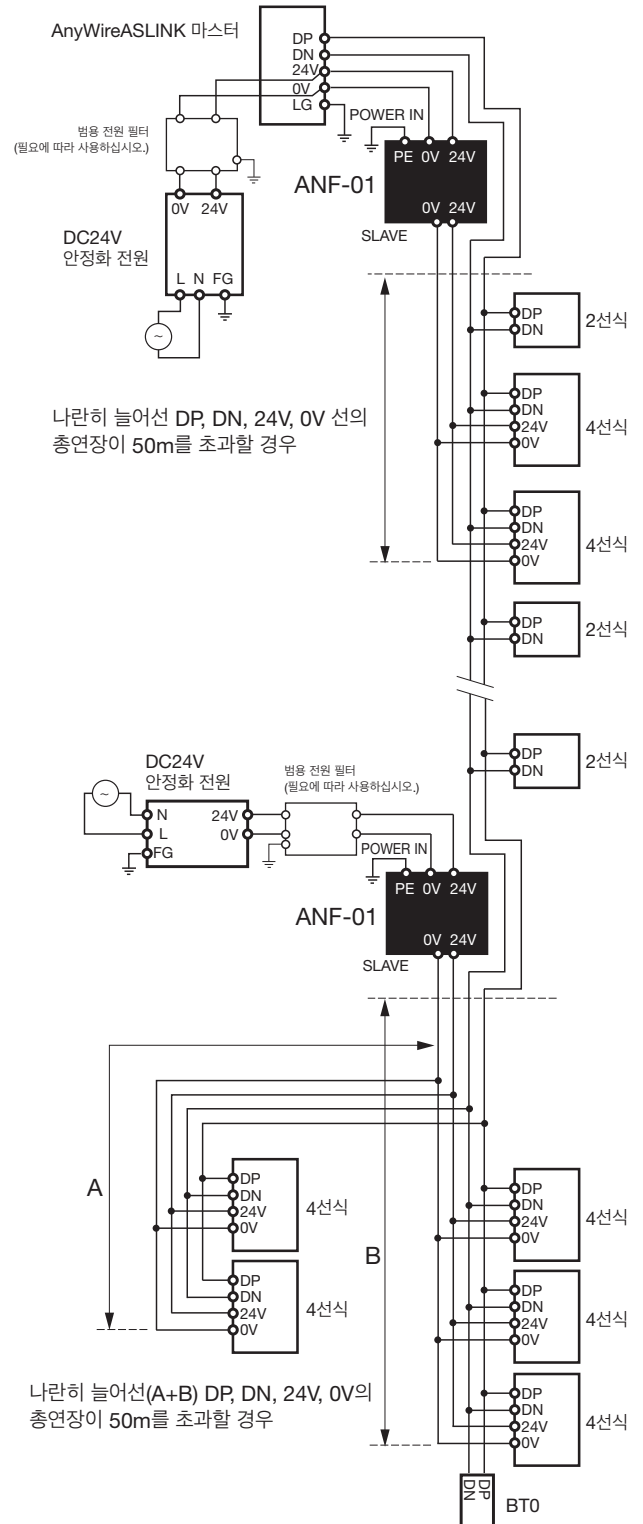 AnyWireASLINK 마스터
DP
DN
24V
0V
LG
범용 전원 필터
(필요에 따라 사용하십시오.)
POWER IN
PE 0V 24V
ANF-01
0V 24V
SLAVE
0V 24V
DC24V
안정화 전원
L N FG
~
DP
DN
2선식
나란히 늘어선 DP, DN, 24V, 0V 선의
총연장이 50m를 초과할 경우
DP
DN
24V
0V
4선식
DP
DN
24V
0V
4선식
DP
DN
2선식
DP
DN
2선식
DC24V
안정화 전원
범용 전원 필터
(필요에 따라 사용하십시오.)
~
N
L
FG
24V
0V
POWER IN
PE 0V 24V
ANF-01
0V 24V
SLAVE
A
B
DP
DN
24V
0V
4선식
DP
DN
24V
0V
4선식
DP
DN
24V
0V
4선식
DP
DN
24V
0V
4선식
DP
DN
24V
0V
4선식
나란히 늘어선(A+B) DP, DN, 24V, 0V의
총연장이 50m를 초과할 경우
DP
DN
BT0